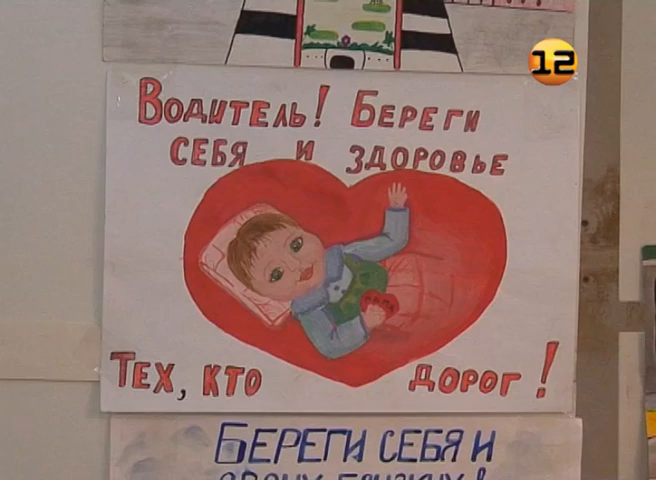 12
Водитель! Береги
себя и здоровье
Тех, кто дорог!
Береги себя и